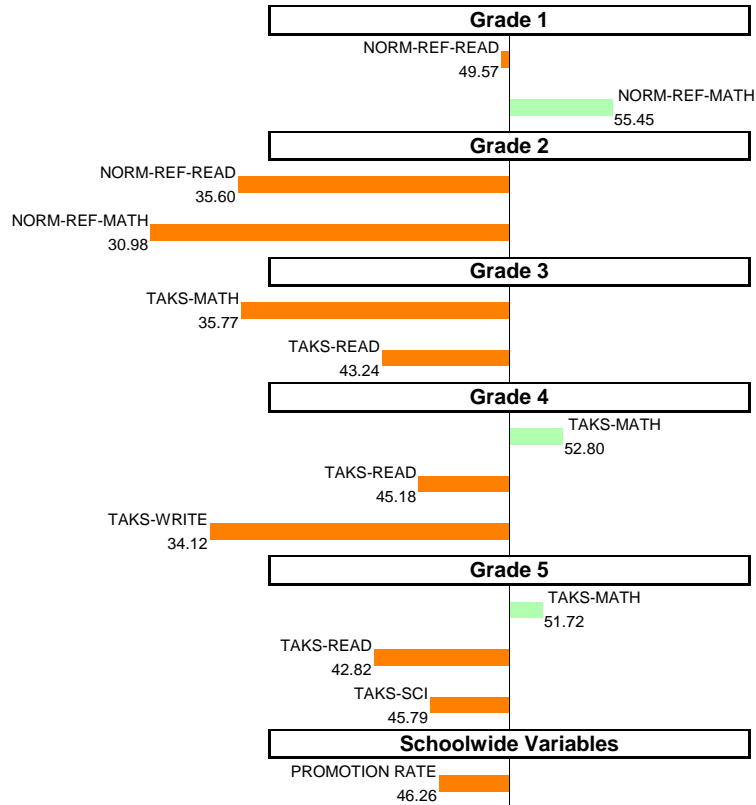 Grade 1
NORM-REF-READ
49.57
NORM-REF-MATH
55.45
Grade 2
NORM-REF-READ
35.60
NORM-REF-MATH
30.98
Grade 3
TAKS-MATH
35.77
TAKS-READ
43.24
Grade 4
TAKS-MATH
52.80
TAKS-READ
45.18
TAKS-WRITE
34.12
Grade 5
TAKS-MATH
51.72
TAKS-READ
42.82
TAKS-SCI
45.79
Schoolwide Variables
PROMOTION RATE
46.26